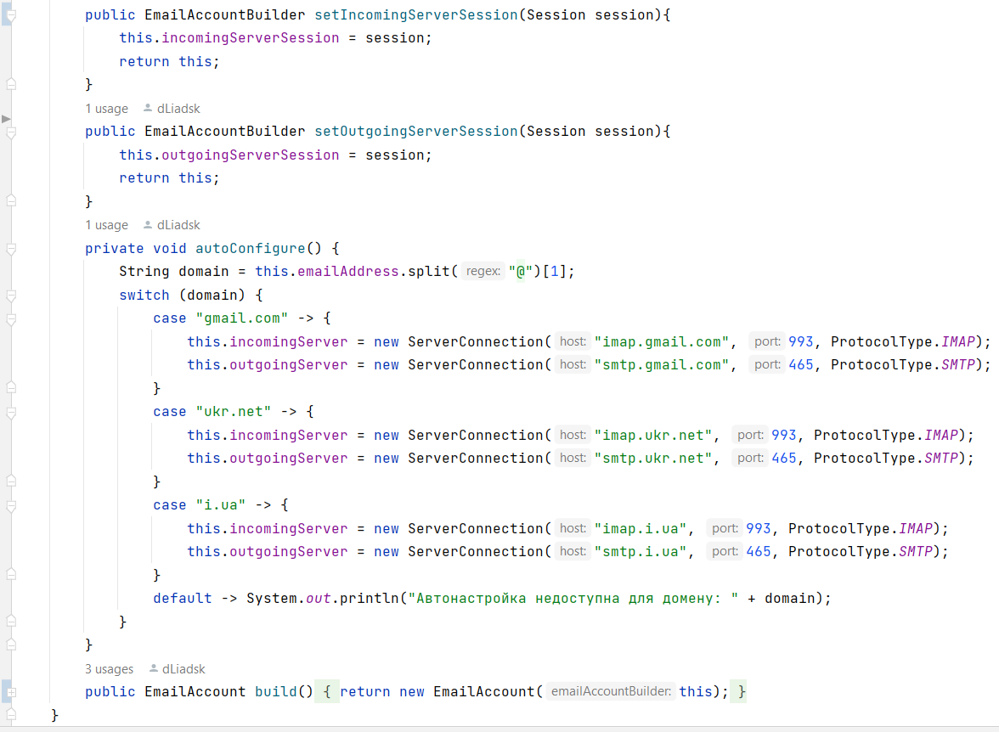 public EmailAccountBuilder setIncomingServerSession(Session session){
this.incomingServerSession = session;
return this;
}
1 usage dLiadsk
public EmailAccountBuilder setOutgoingServerSession(Session session){
this.outgoingServerSession = session;
return this;
}
1 usage dLiadsk
private void autoConfigure() {
String domain = this.emailAddress.split( regex: "@")[1];
switch (domain) {
case "gmail.com" -> {
this.incomingServer = new ServerConnection( host: "imap.gmail.com", port: 993, ProtocolType.IMAP);
this.outgoingServer = new ServerConnection( host: "smtp.gmail.com", port: 465, ProtocolType.SMTP);
}
case "ukr.net" -> {
this.incomingServer = new ServerConnection( host: "imap.ukr.net", port: 993, ProtocolType.IMAP);
this.outgoingServer = new ServerConnection( host: "smtp.ukr.net", port: 465, ProtocolType.SMTP);
}
case "i.ua" -> {
this.incomingServer = new ServerConnection( host: "imap.i.ua", port: 993, ProtocolType.IMAP);
this.outgoingServer = new ServerConnection( host: "smtp.i.ua", port: 465, ProtocolType.SMTP);
}
default -> System.out.println("Автонастройка недоступна для домену: " + domain);
}
}
3 usages dLiadsk
public EmailAccount build() { return new EmailAccount( emailAccountBuilder: this); }
}